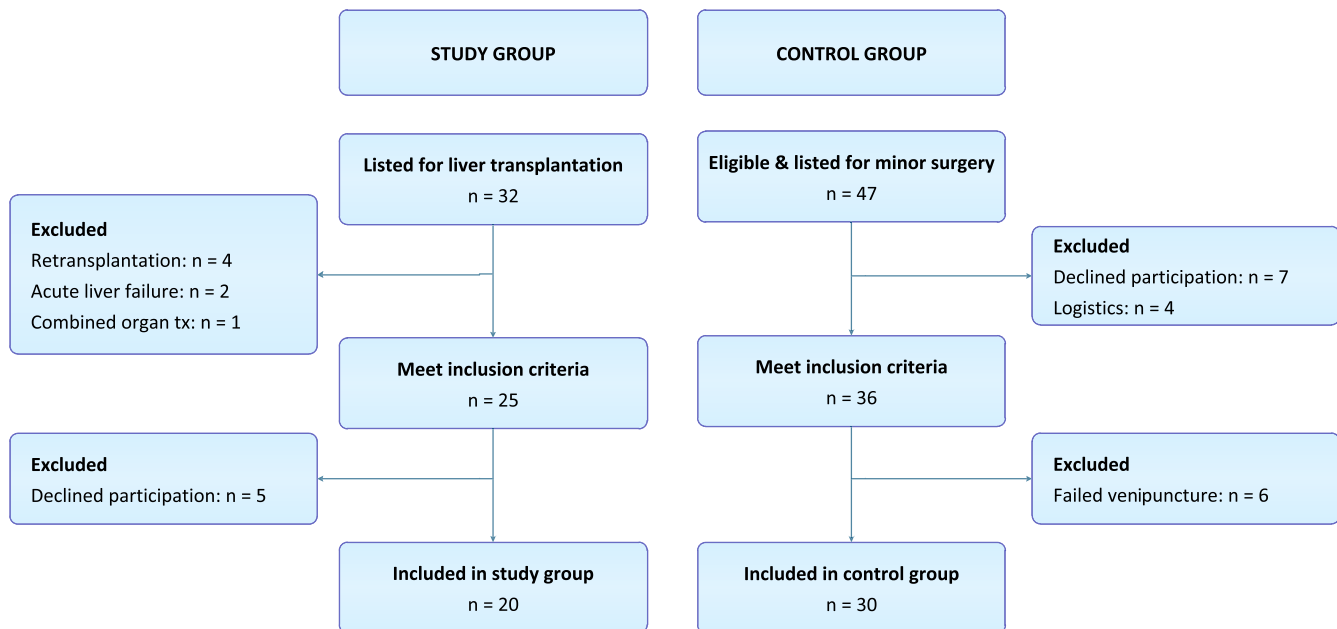 STUDY GROUP
CONTROL GROUP
Listed for liver transplantation
n = 32
Eligible & listed for minor surgery
n = 47
Excluded
Retransplantation: n = 4
Acute liver failure: n = 2
Combined organ tx: n = 1
Excluded
Declined participation: n = 7
Logistics: n = 4
Meet inclusion criteria
n = 25
Meet inclusion criteria
n = 36
Excluded
Declined participation: n = 5
Excluded
Failed venipuncture: n = 6
Included in study group
n = 20
Included in control group
n = 30